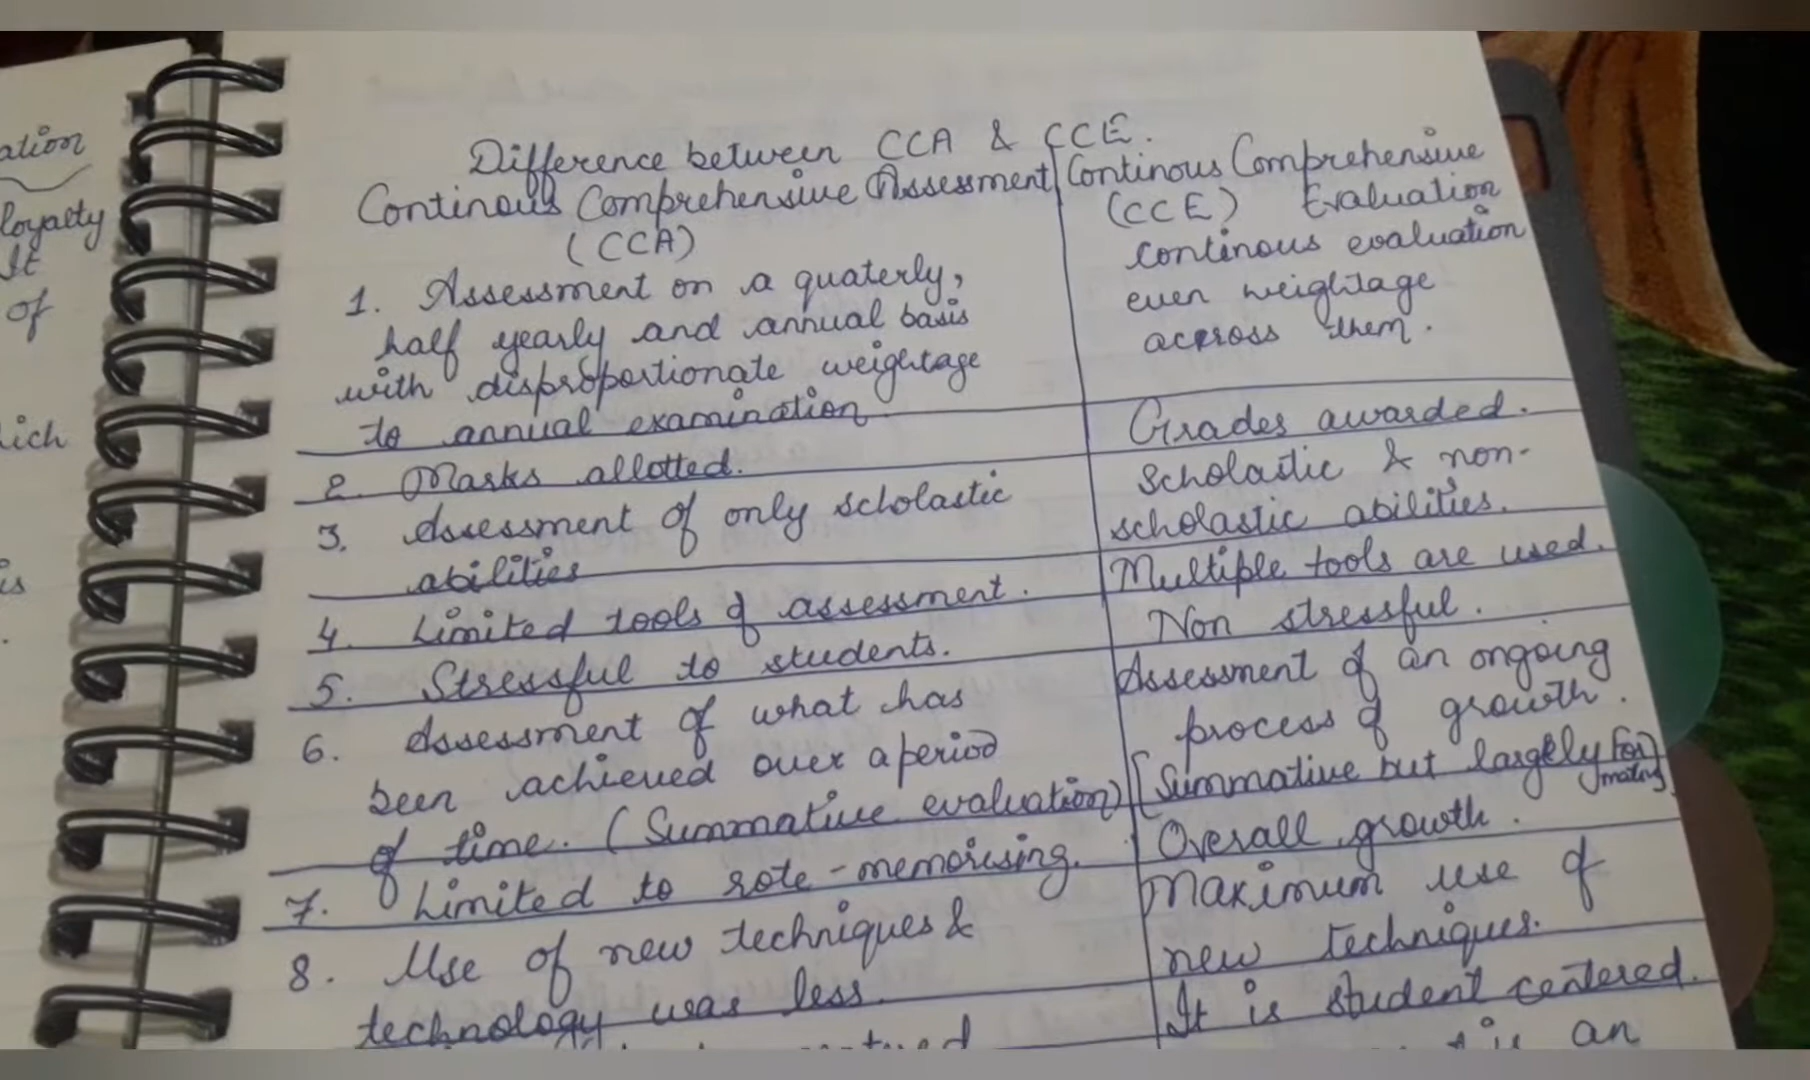 ation
loyalty
It
of
ich
is
Difference between CCA & CCE.
Continous Comprehensive Assessment
(CCA)
Continous Comprehensive
(CCE) Evaluation
1. Assessment on a quaterly,
half yearly and annual basis
with disproportionate weightage
to annual examination
continous evaluation
even weightage
accross them.
2. Marks allotted.
Grades awarded.
3. Assessment of only scholastic
abilities
Scholastic & non-
scholastic abilities.
4. Limited tools of assessment.
Multiple tools are used.
5. Stressful to students.
Non stressful.
6. Assessment of what has
been achieved over a period
of time. (Summative evaluation)
Assessment of an ongoing
process of growth.
[Summative but largely for
mative]
7. Limited to rote-memorising.
Overall growth.
8. Use of new techniques &
technology was less.
Maximum use of
new techniques.
It is student centered.
is an